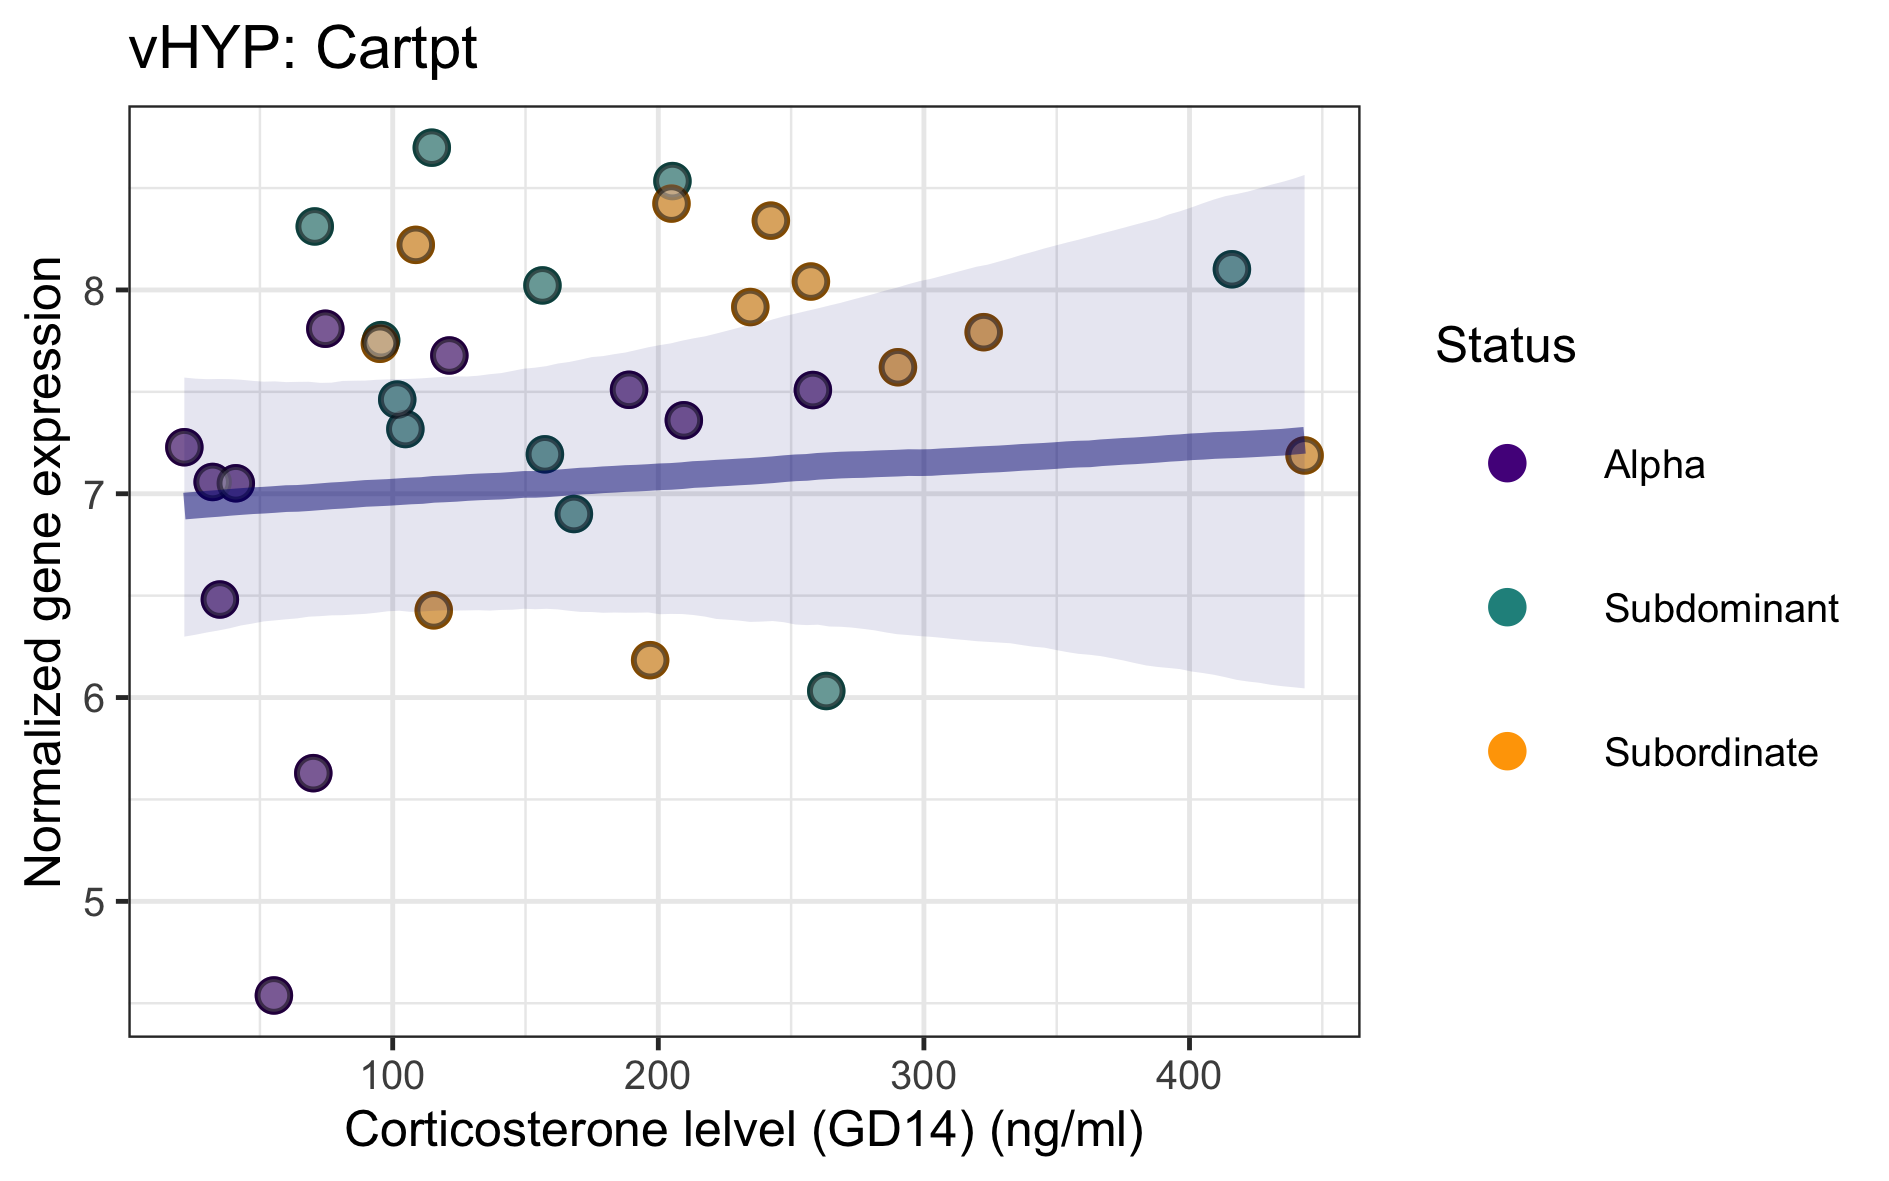 vHYP: Cartpt
Normalized gene expression
8
7
6
5
100 200 300 400
Corticosterone lelvel (GD14) (ng/ml)
Status
Alpha
Subdominant
Subordinate